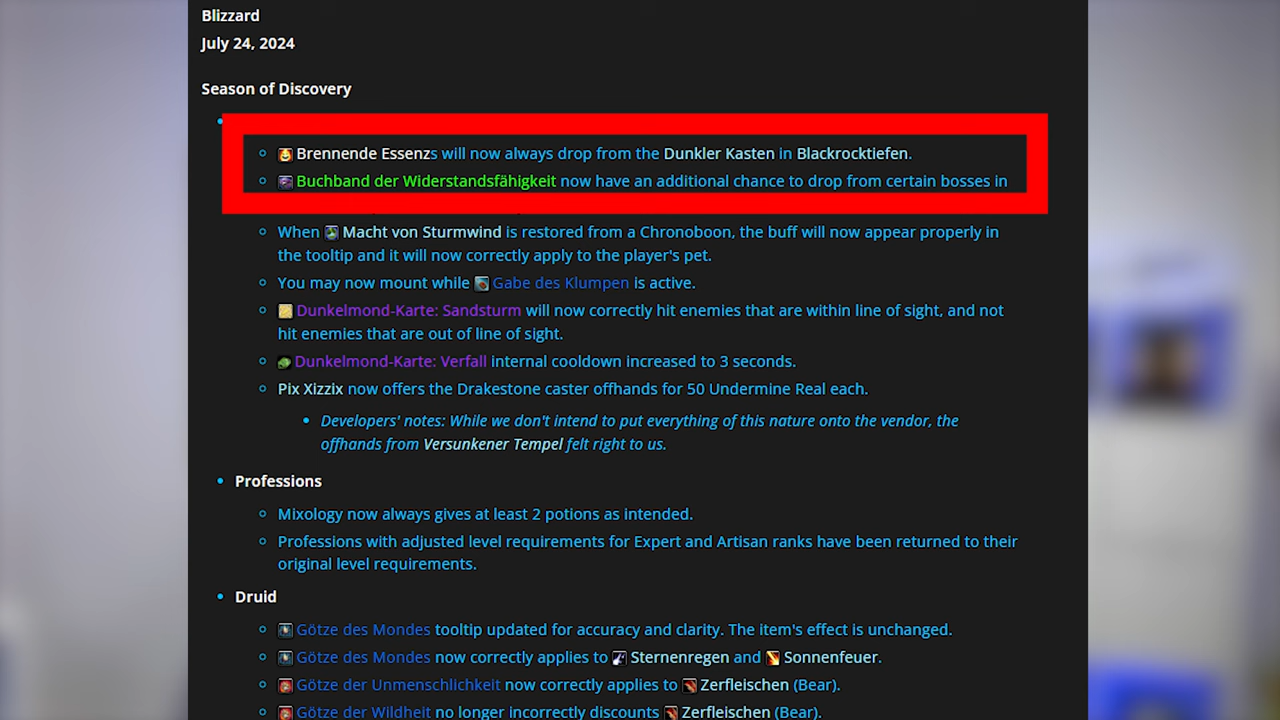 Blizzard
July 24, 2024
Season of Discovery
Brennende Essenzs will now always drop from the Dunkler Kasten in Blackrocktiefen.
Buchband der Widerstandsfähigkeit now have an additional chance to drop from certain bosses in
When Macht von Sturmwind is restored from a Chronoboon, the buff will now appear properly in
the tooltip and it will now correctly apply to the player's pet.
You may now mount while Gabe des Klumpen is active.
Dunkelmond-Karte: Sandsturm will now correctly hit enemies that are within line of sight, and not
hit enemies that are out of line of sight.
Dunkelmond-Karte: Verfall internal cooldown increased to 3 seconds.
Pix Xizzix now offers the Drakestone caster offhands for 50 Undermine Real each.
Developers' notes: While we don't intend to put everything of this nature onto the vendor, the
offhands from Versunkener Tempel felt right to us.
Professions
Mixology now always gives at least 2 potions as intended.
Professions with adjusted level requirements for Expert and Artisan ranks have been returned to their
original level requirements.
Druid
Götze des Mondes tooltip updated for accuracy and clarity. The item's effect is unchanged.
Götze des Mondes now correctly applies to Sternenregen and Sonnenfeuer.
Götze der Unmenschlichkeit now correctly applies to Zerfleischen (Bear).
Götze der Wildheit no longer incorrectly discounts Zerfleischen (Bear).